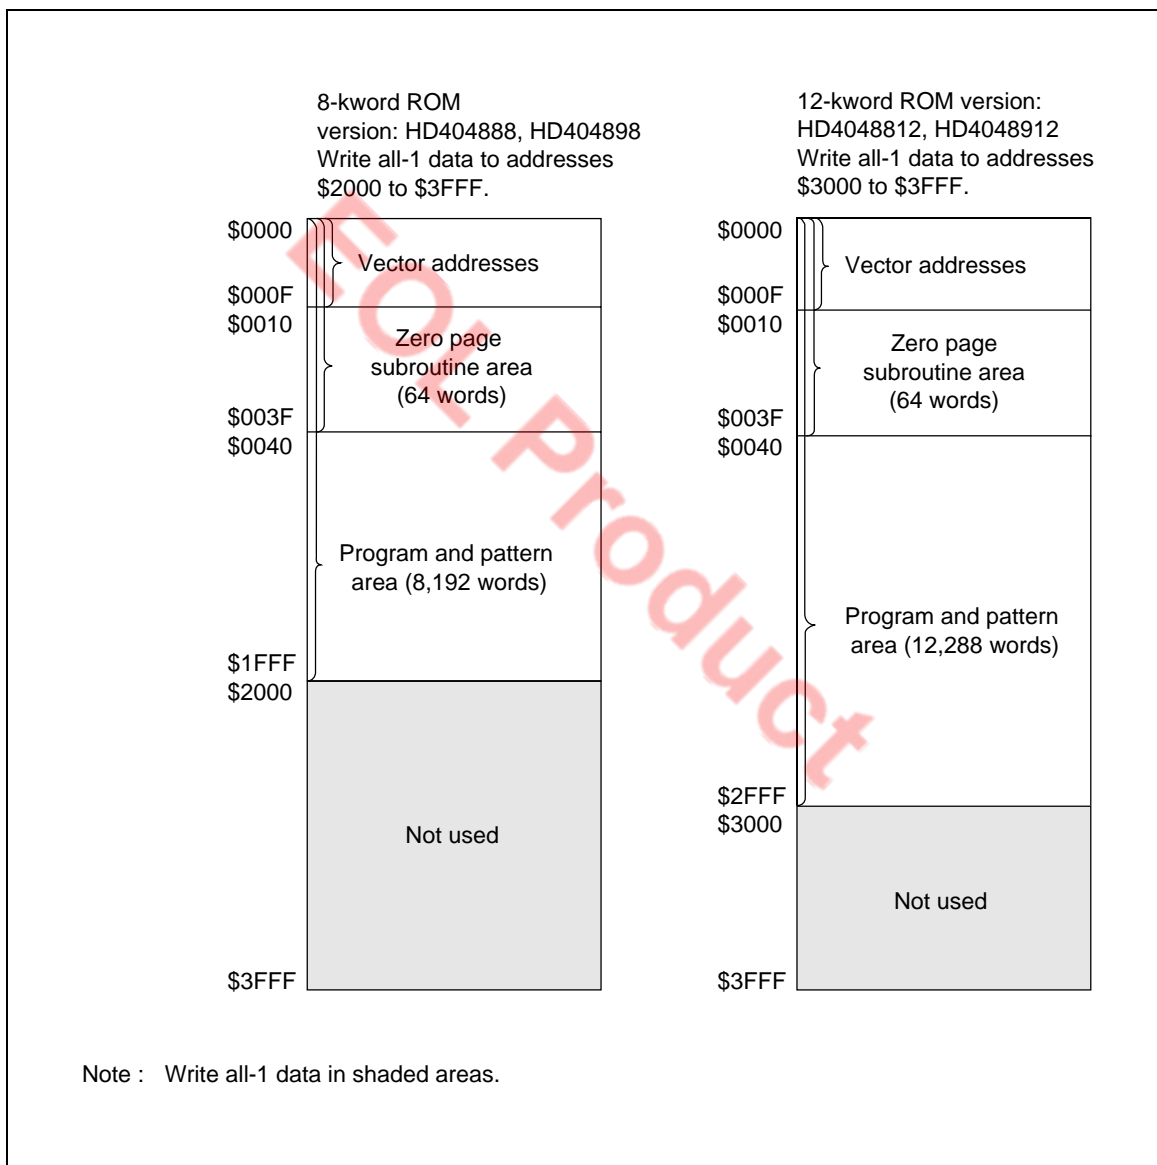 8-kword ROM
version: HD404888, HD404898
Write all-1 data to addresses
$2000 to $3FFF.
$0000
Vector addresses
$000F
$0010
Zero page
subroutine area
(64 words)
$003F
$0040
Program and pattern
area (8,192 words)
$1FFF
$2000
Not used
$3FFF
12-kword ROM version:
HD4048812, HD4048912
Write all-1 data to addresses
$3000 to $3FFF.
$0000
Vector addresses
$000F
$0010
Zero page
subroutine area
(64 words)
$003F
$0040
Program and pattern
area (12,288 words)
$2FFF
$3000
Not used
$3FFF
EOL Product
Note : Write all-1 data in shaded areas.